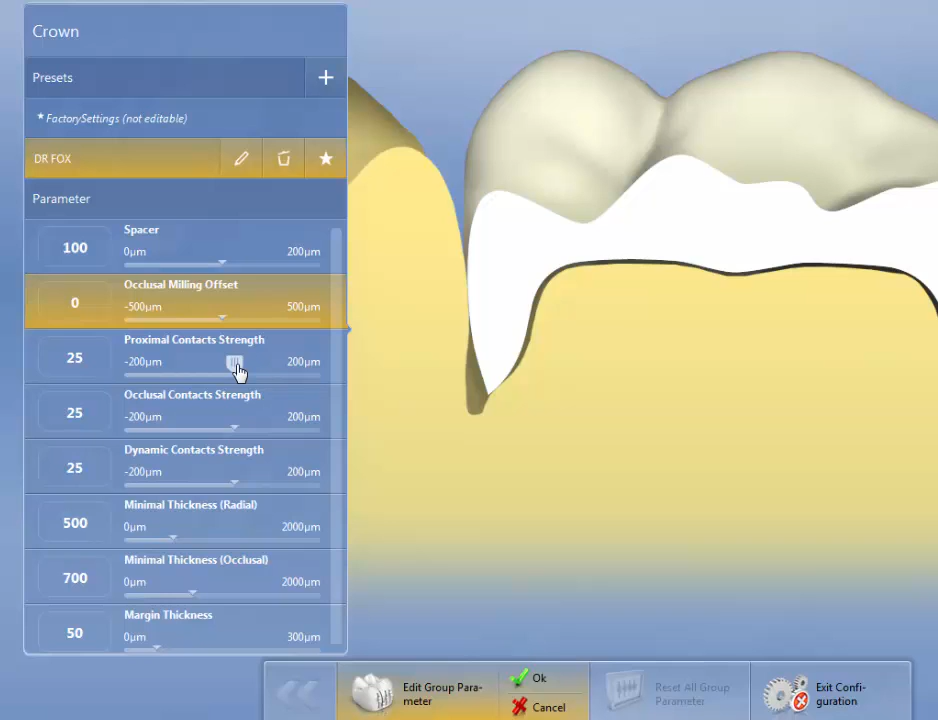 Crown
Presets
FactorySettings (not editable)
DR FOX
Parameter
Spacer
100
0µm 200µm
Occlusal Milling Offset
0
-500µm 500µm
Proximal Contacts Strength
25
-200µm 200µm
Occlusal Contacts Strength
25
-200µm 200µm
Dynamic Contacts Strength
25
-200µm 200µm
Minimal Thickness (Radial)
500
0µm 2000µm
Minimal Thickness (Occlusal)
700
0µm 2000µm
Margin Thickness
50
0µm 300µm
Edit Group Para-
meter
Ok
Cancel
Reset All Group
Parameter
Exit Confi-
guration